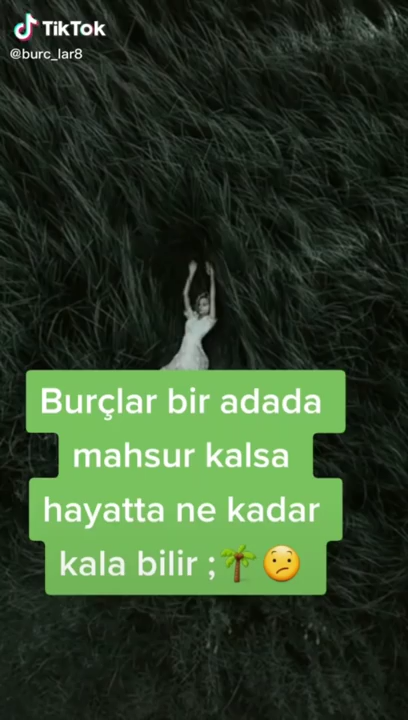 TikTok
@burc_lar8
Burçlar bir adada
mahsur kalsa
hayatta ne kadar
kala bilir ;🌴😕